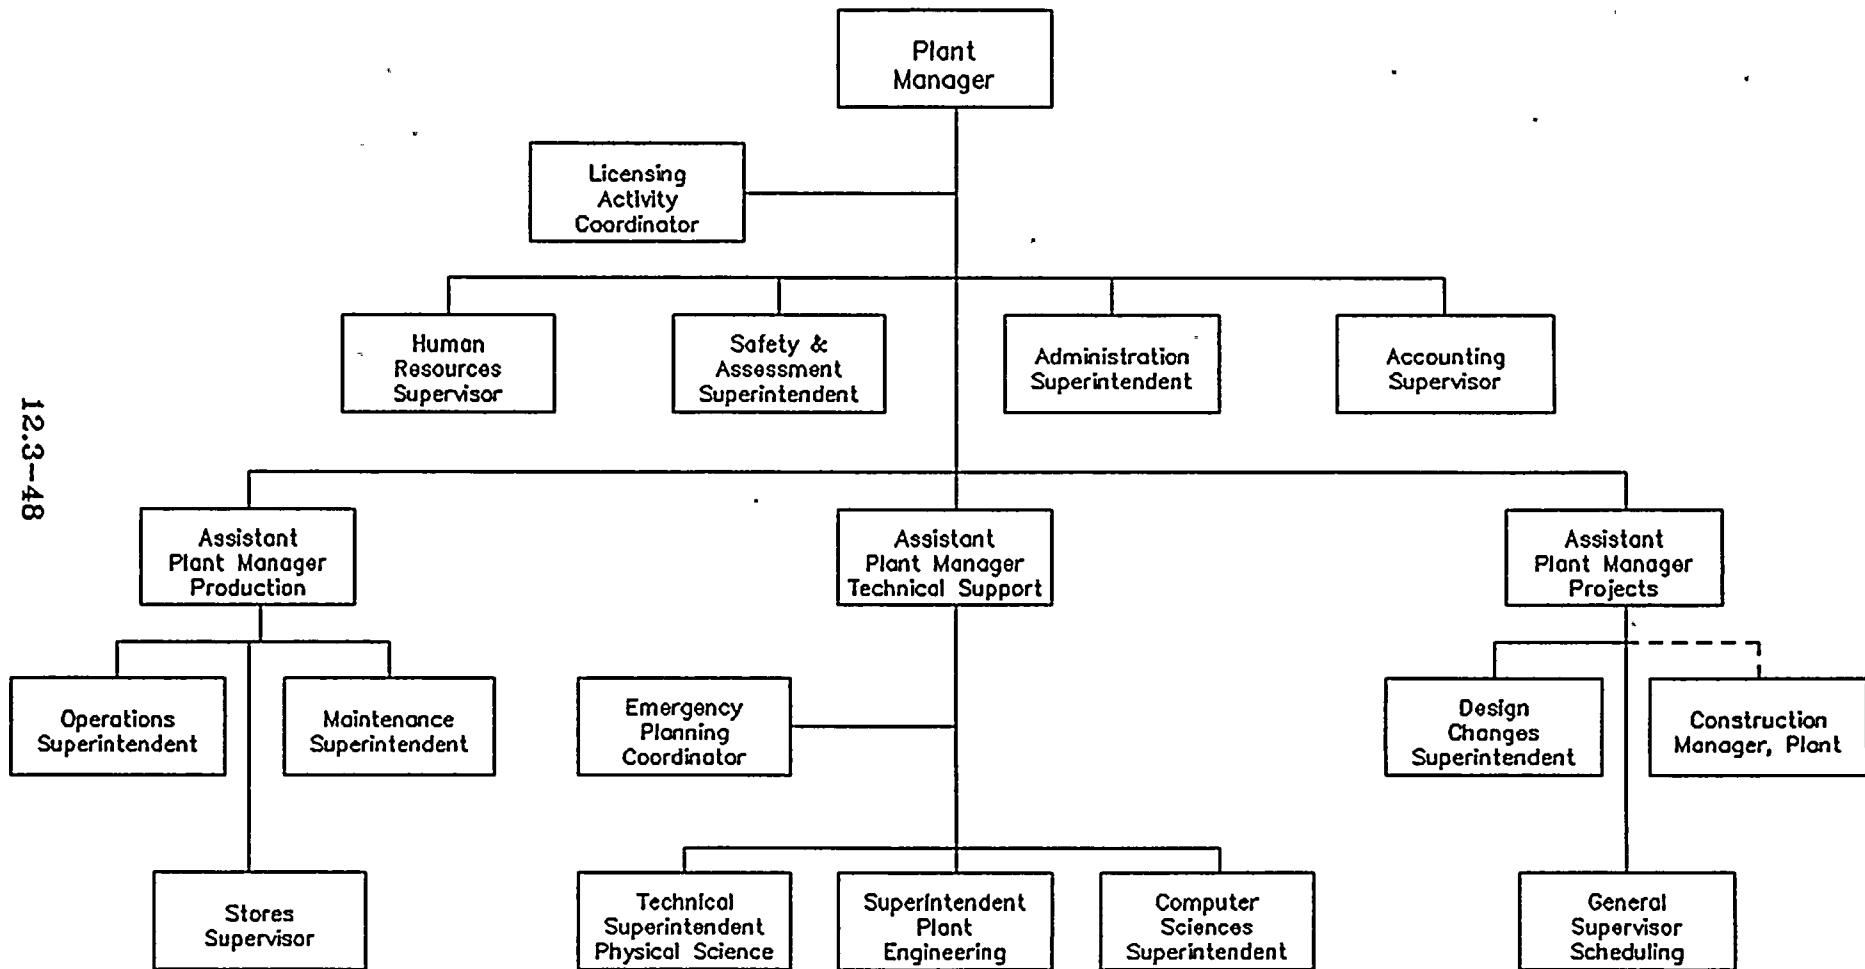 Plant
Manager
Licensing
Activity
Coordinator
Human
Resources
Supervisor
Safety &
Assessment
Superintendent
Administration
Superintendent
Accounting
Supervisor
12.3-48
Assistant
Plant Manager
Production
Assistant
Plant Manager
Technical Support
Assistant
Plant Manager
Projects
Operations
Superintendent
Maintenance
Superintendent
Emergency
Planning
Coordinator
Design
Changes
Superintendent
Construction
Manager, Plant
Stores
Supervisor
Technical
Superintendent
Physical Science
Superintendent
Plant
Engineering
Computer
Sciences
Superintendent
General
Supervisor
Scheduling